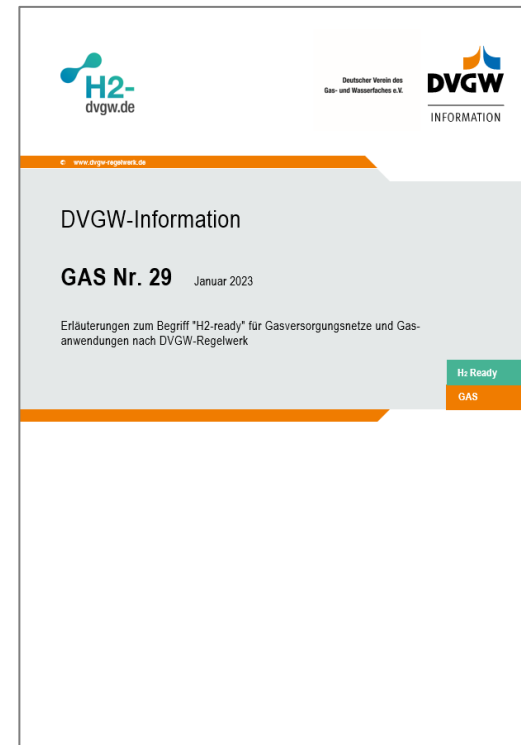 H2-
dvgw.de
Deutscher Verein des
Gas- und Wasserfaches e.V.
DVGW
INFORMATION
© www.dvgw-regelwerk.de
DVGW-Information
GAS Nr. 29 Januar 2023
Erläuterungen zum Begriff "H2-ready" für Gasversorgungsnetze und Gas-
anwendungen nach DVGW-Regelwerk
H₂ Ready
GAS